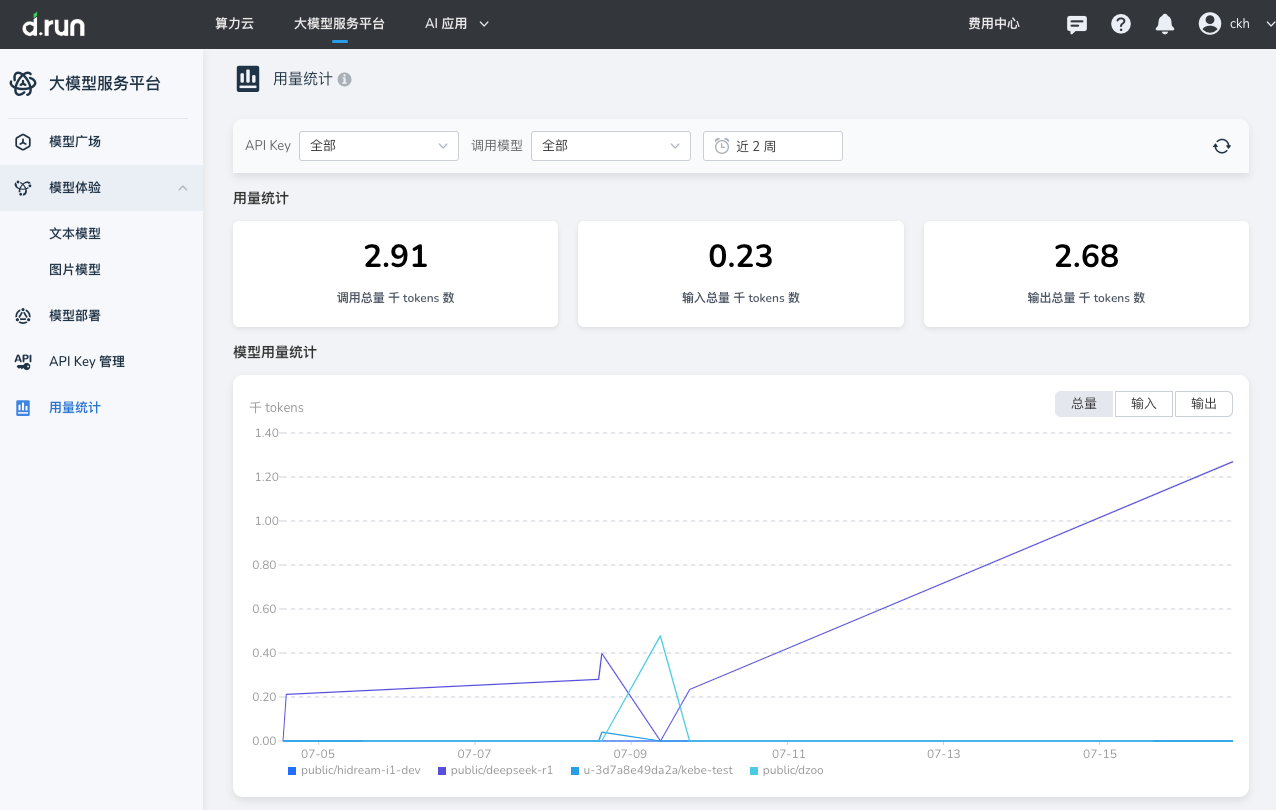 d.run 算力云 大模型服务平台 AI 应用 费用中心 ckh
大模型服务平台
模型广场
模型体验
文本模型
图片模型
模型部署
API Key 管理
用量统计
用量统计
API Key 全部 调用模型 全部 近 2 周
用量统计
2.91
调用总量 千 tokens 数
0.23
输入总量 千 tokens 数
2.68
输出总量 千 tokens 数
模型用量统计
千 tokens
总量 输入 输出
1.40
1.20
1.00
0.80
0.60
0.40
0.20
0.00
07-05 07-07 07-09 07-11 07-13 07-15
public/hidream-i1-dev public/deepseek-r1 u-3d7a8e49da2a/kebe-test public/dzoo